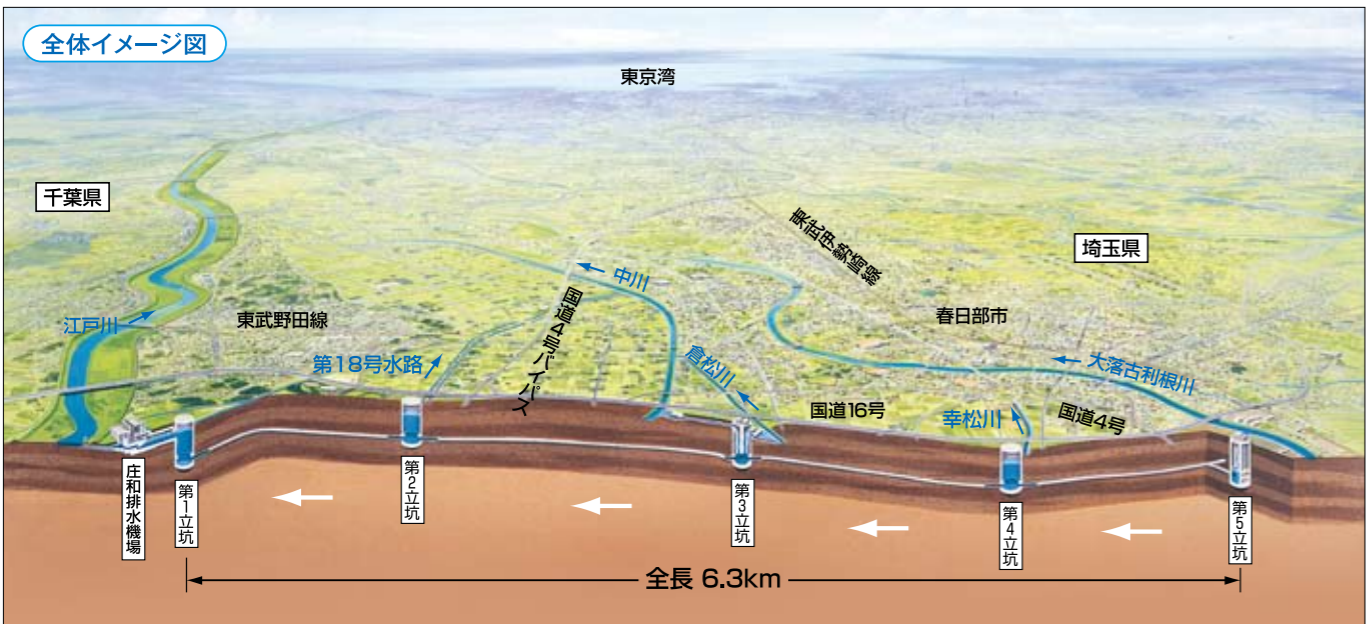 全体イメージ図
東京湾
千葉県
東武伊勢崎線
埼玉県
中川
国道4号バイパス
江戸川
東武野田線
春日部市
第18号水路
倉松川
大落古利根川
国道16号
幸松川
国道4号
庄和排水機場
第1立坑
第2立坑
第3立坑
第4立坑
第5立坑
全長 6.3km